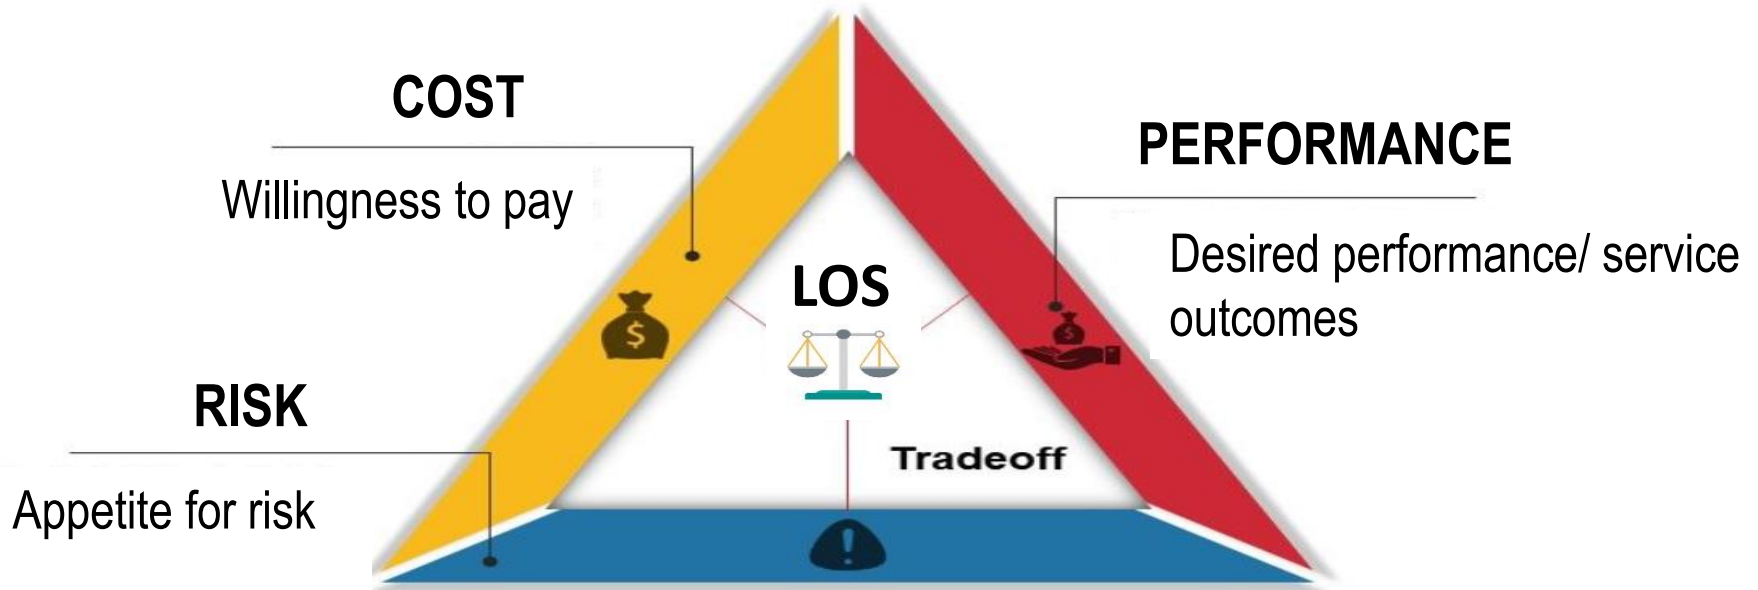 COST
Willingness to pay
PERFORMANCE
Desired performance/ service
outcomes
LOS
$
$
RISK
Appetite for risk
Tradeoff
!